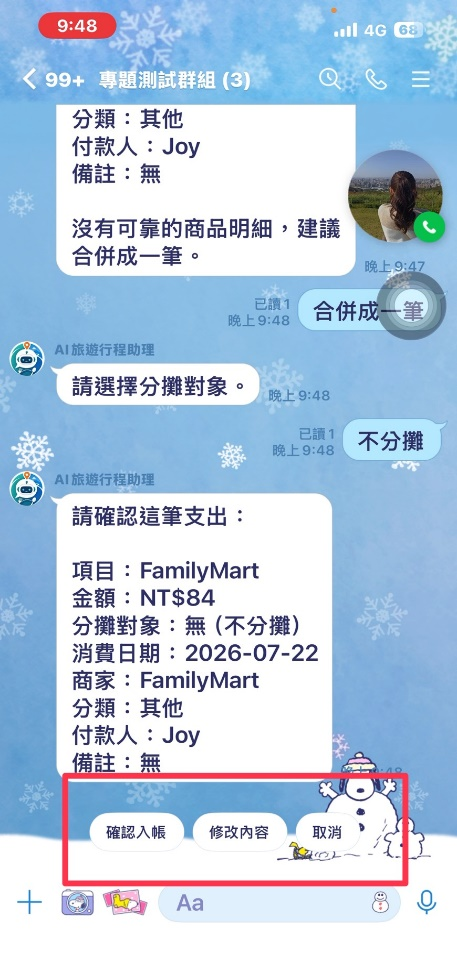 9:48
4G
68
99+
專題測試群組 (3)
分類：其他
付款人：Joy
備註：無
沒有可靠的商品明細，建議
合併成一筆。
晚上 9:47
已讀 1
晚上 9:48
合併成一筆
AI 旅遊行程助理
請選擇分攤對象。
晚上 9:48
已讀 1
晚上 9:48
不分攤
AI 旅遊行程助理
請確認這筆支出：
項目：FamilyMart
金額：NT$84
分攤對象：無（不分攤）
消費日期：2026-07-22
商家：FamilyMart
分類：其他
付款人：Joy
備註：無
確認入帳
修改內容
取消
Aa